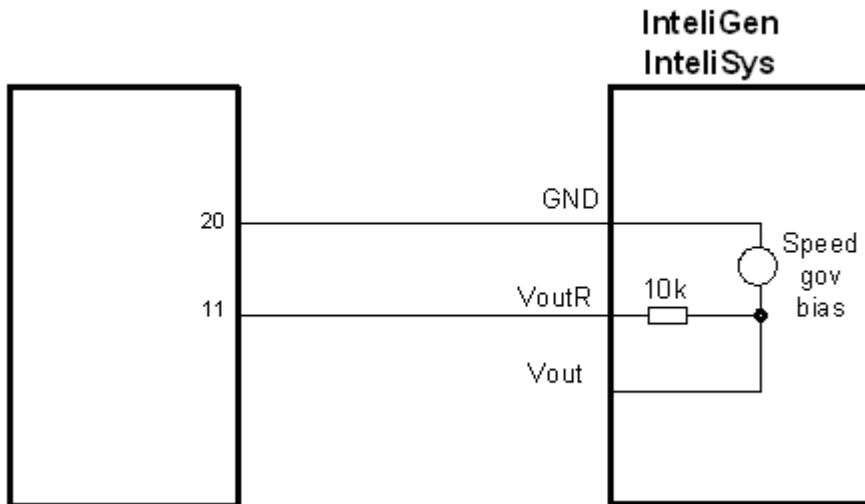 InteliGen
InteliSys
GND
20
Speed
gov
bias
10k
VoutR
11
Vout